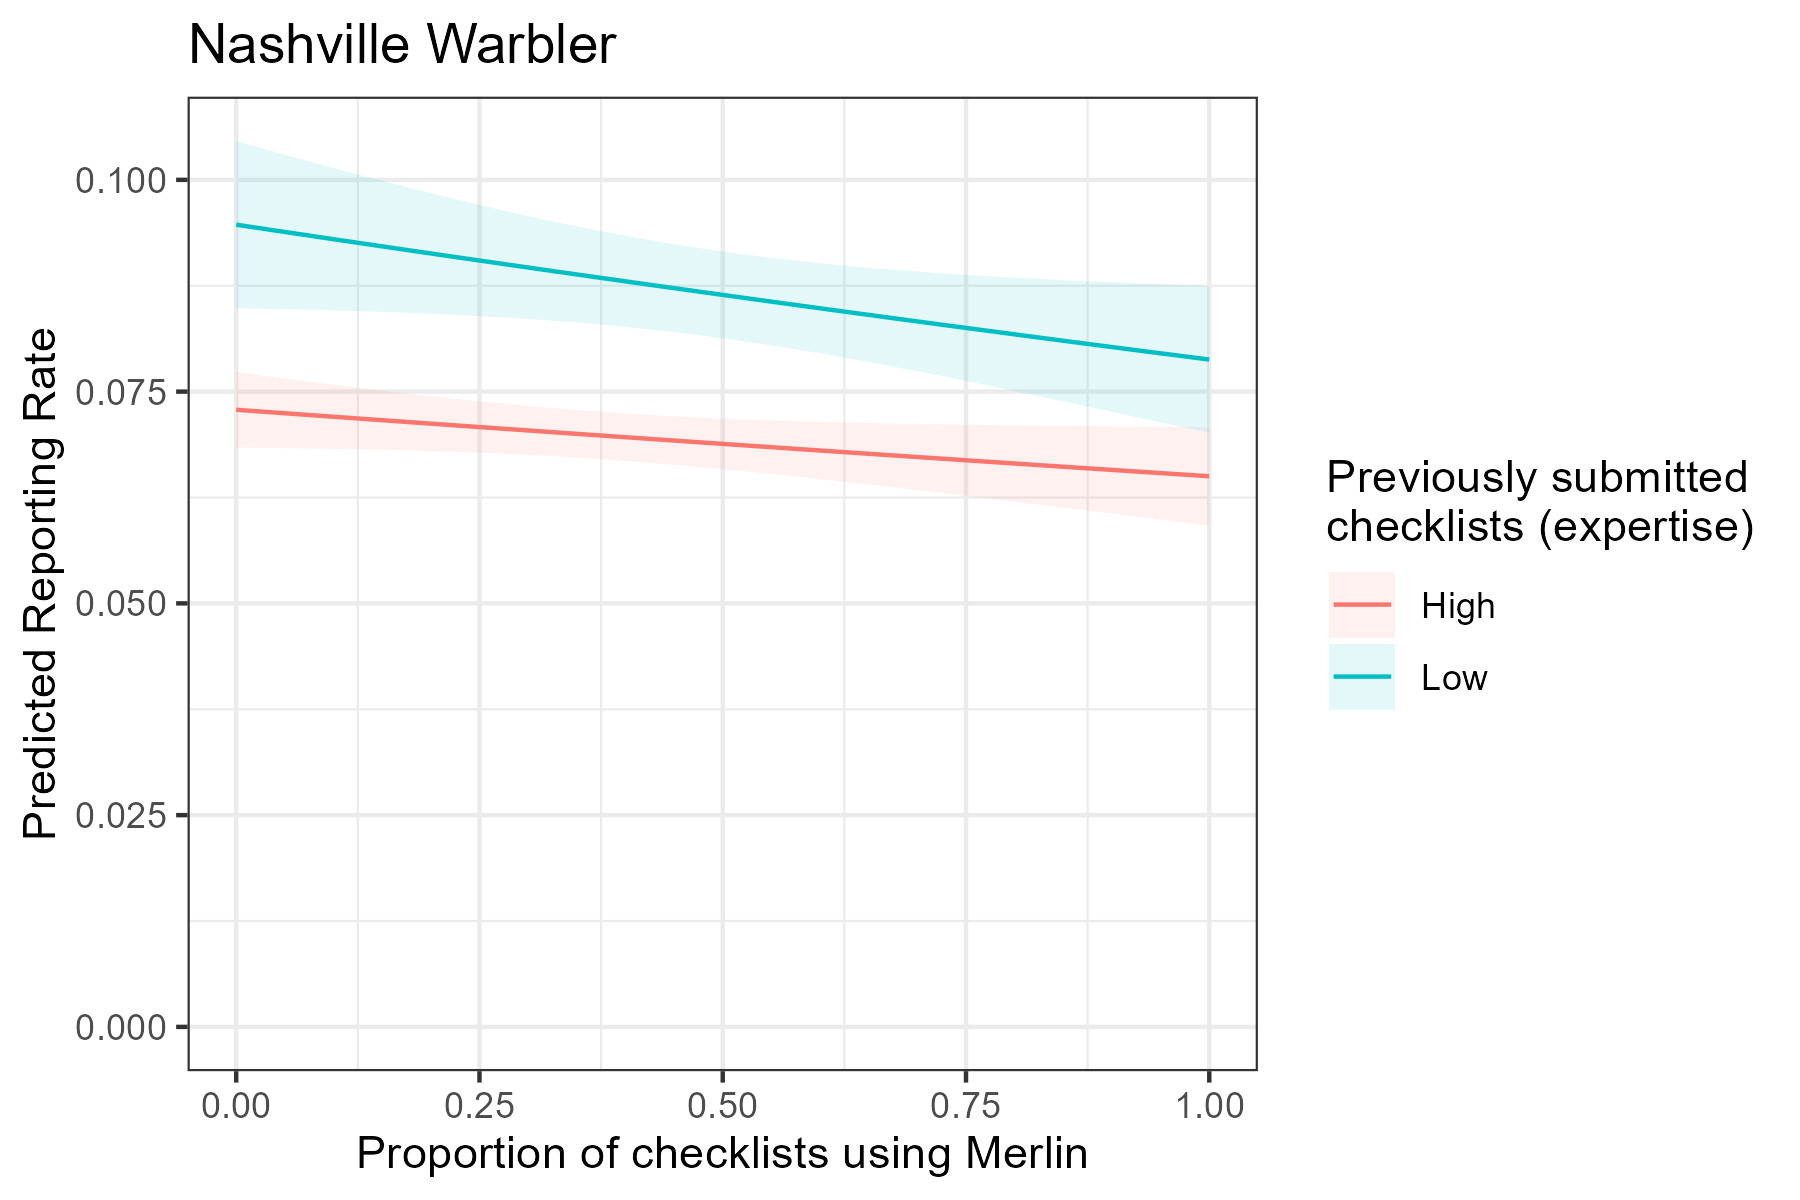 Nashville Warbler
Predicted Reporting Rate
0.100
0.075
0.050
0.025
0.000
0.00 0.25 0.50 0.75 1.00
Proportion of checklists using Merlin
Previously submitted
checklists (expertise)
High
Low